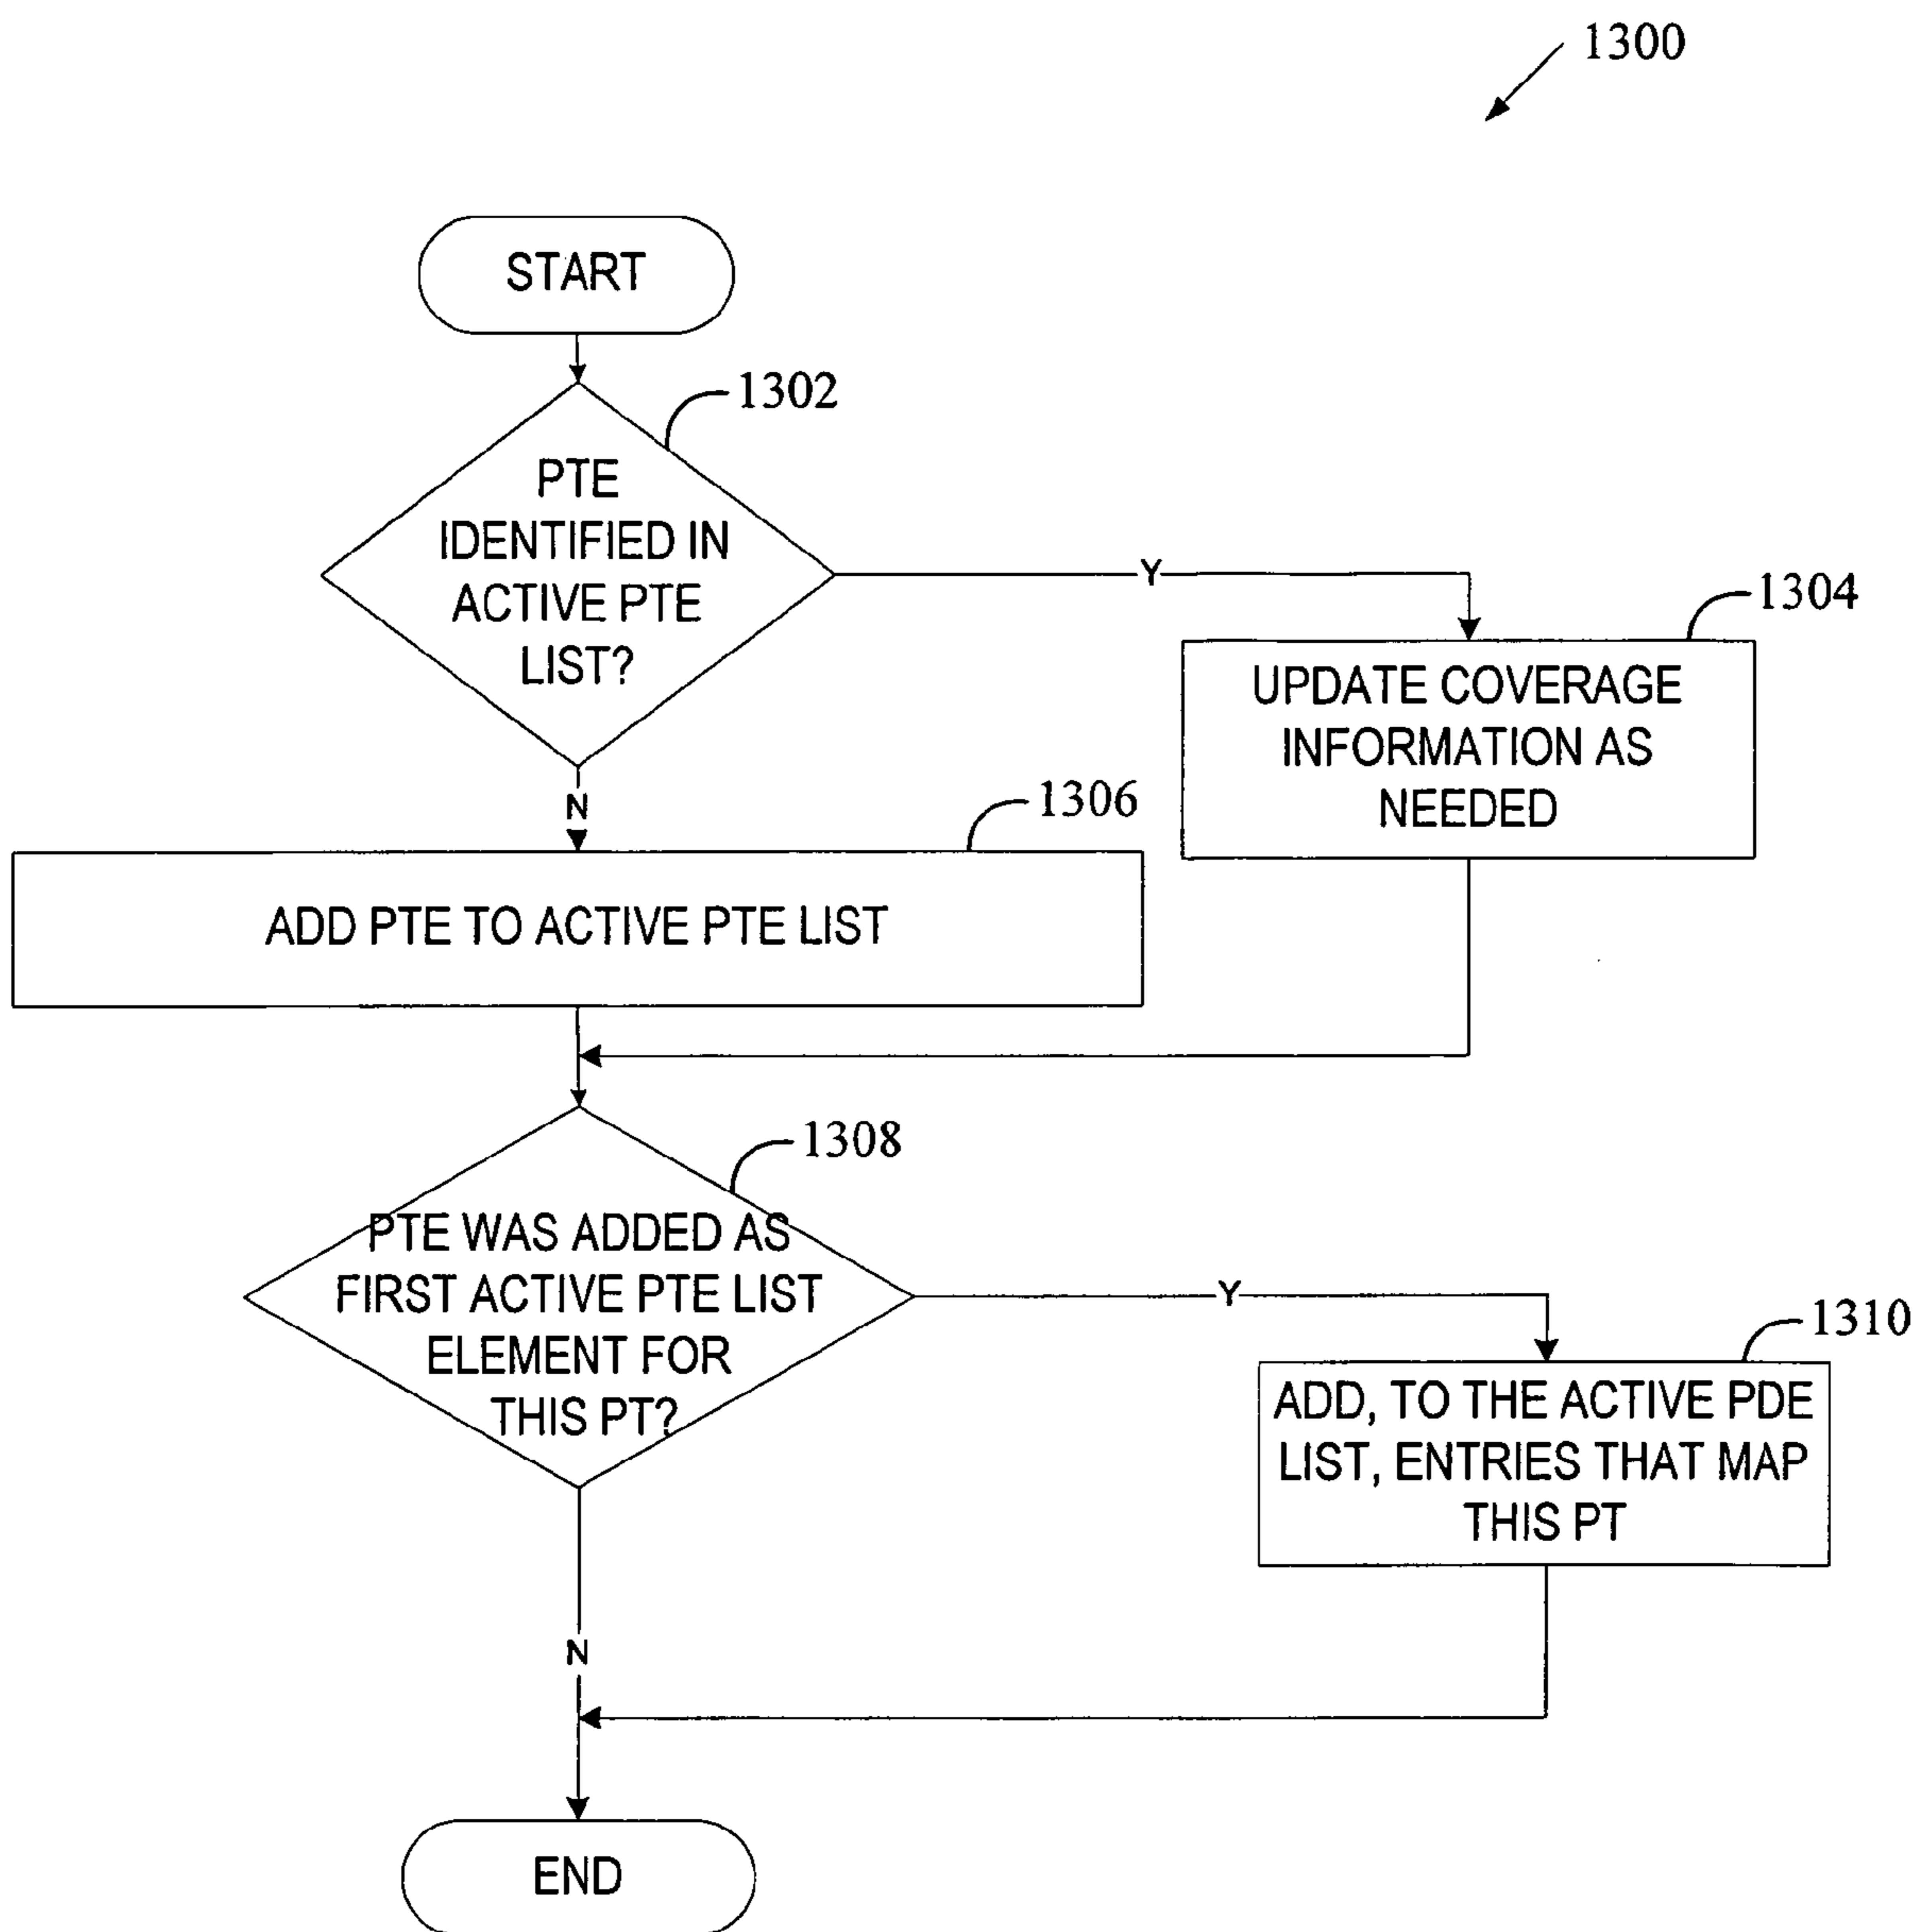 1300
START
1302
PTE
IDENTIFIED IN
ACTIVE PTE
LIST?
Y
1304
UPDATE COVERAGE
INFORMATION AS
NEEDED
N
1306
ADD PTE TO ACTIVE PTE LIST
1308
PTE WAS ADDED AS
FIRST ACTIVE PTE LIST
ELEMENT FOR
THIS PT?
Y
1310
ADD, TO THE ACTIVE PDE
LIST, ENTRIES THAT MAP
THIS PT
N
END